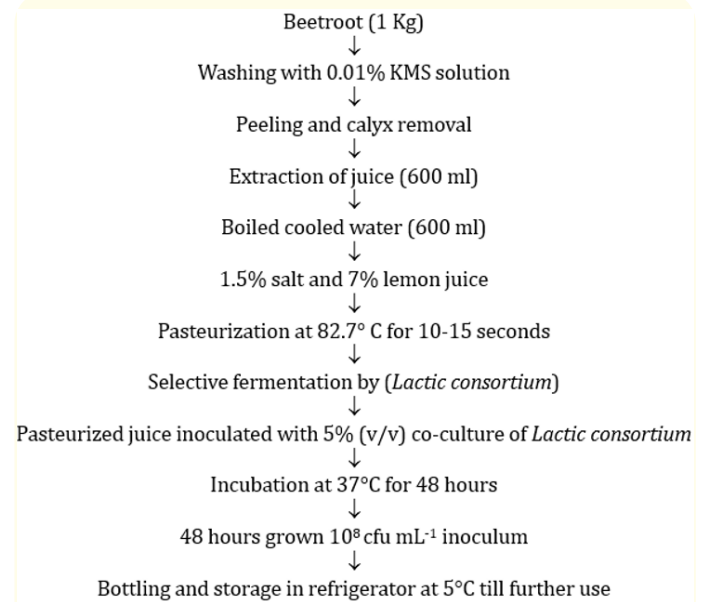 Beetroot (1 Kg)
↓
Washing with 0.01% KMS solution
↓
Peeling and calyx removal
↓
Extraction of juice (600 ml)
↓
Boiled cooled water (600 ml)
↓
1.5% salt and 7% lemon juice
↓
Pasteurization at 82.7° C for 10-15 seconds
↓
Selective fermentation by (Lactic consortium)
↓
Pasteurized juice inoculated with 5% (v/v) co-culture of Lactic consortium
↓
Incubation at 37°C for 48 hours
↓
48 hours grown 10⁸ cfu mL⁻¹ inoculum
↓
Bottling and storage in refrigerator at 5°C till further use